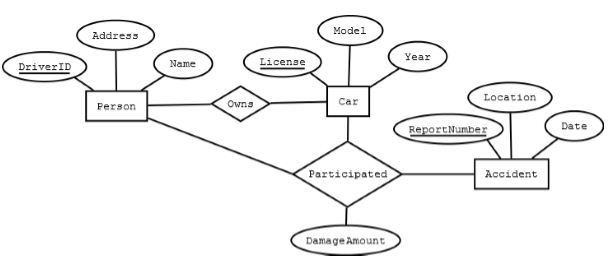 Address
Model
DriverID
Name
License
Year
Person
Owns
Car
Location
ReportNumber
Date
Participated
Accident
DamageAmount